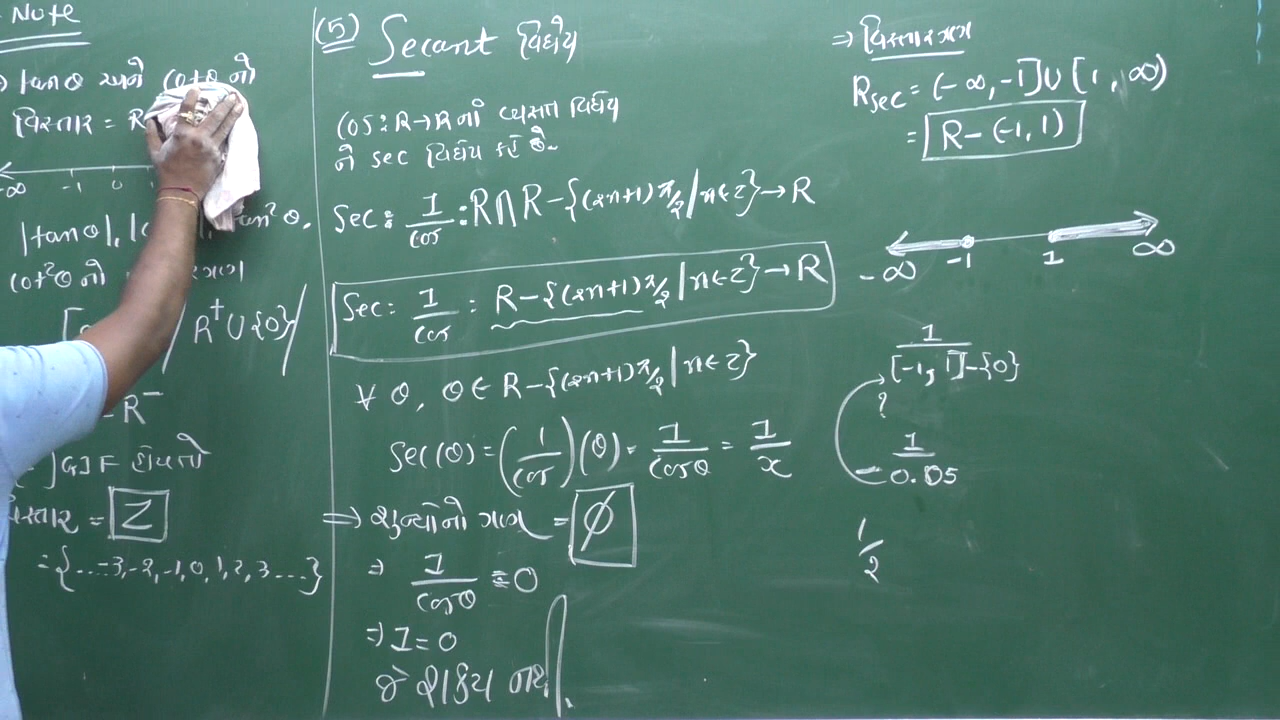 Note
⇒ tanθ અને cotθ નો
વિસ્તાર = R
-∞ -1 0
|tanθ|, |c , tan²θ,
cot²θ નો ગણ
/ R⁺ ∪ {0} /
-R⁻
] GIF હોય તો
વિસ્તાર = Z
= {...-3, -2, -1, 0, 1, 2, 3 ....}
(5) Secant વિધેય
cos : R→R ના વ્યસ્ત વિધેય
ને sec વિધેય કહે છે.
Sec : 1/cos : R∩R - {(2n+1)π/2 | n∈Z} → R
Sec : 1/cos : R - {(2n+1)π/2 | n∈Z} → R
∀ θ, θ∈ R - {(2n+1)π/2 | n∈Z}
Sec(θ) = (1/cos)(θ) = 1/cosθ = 1/x
⇒ શૂન્યોનો ગણ = φ
⇒ 1/cosθ = 0
⇒ 1 = 0
જે શક્ય નથી.
⇒ વિસ્તારગણ
Rsec = (-∞, -1] ∪ [1, ∞)
= R - (-1, 1)
-∞ -1 1 ∞
1/[-1, 1]-{0}
?
1/0.05
1/2